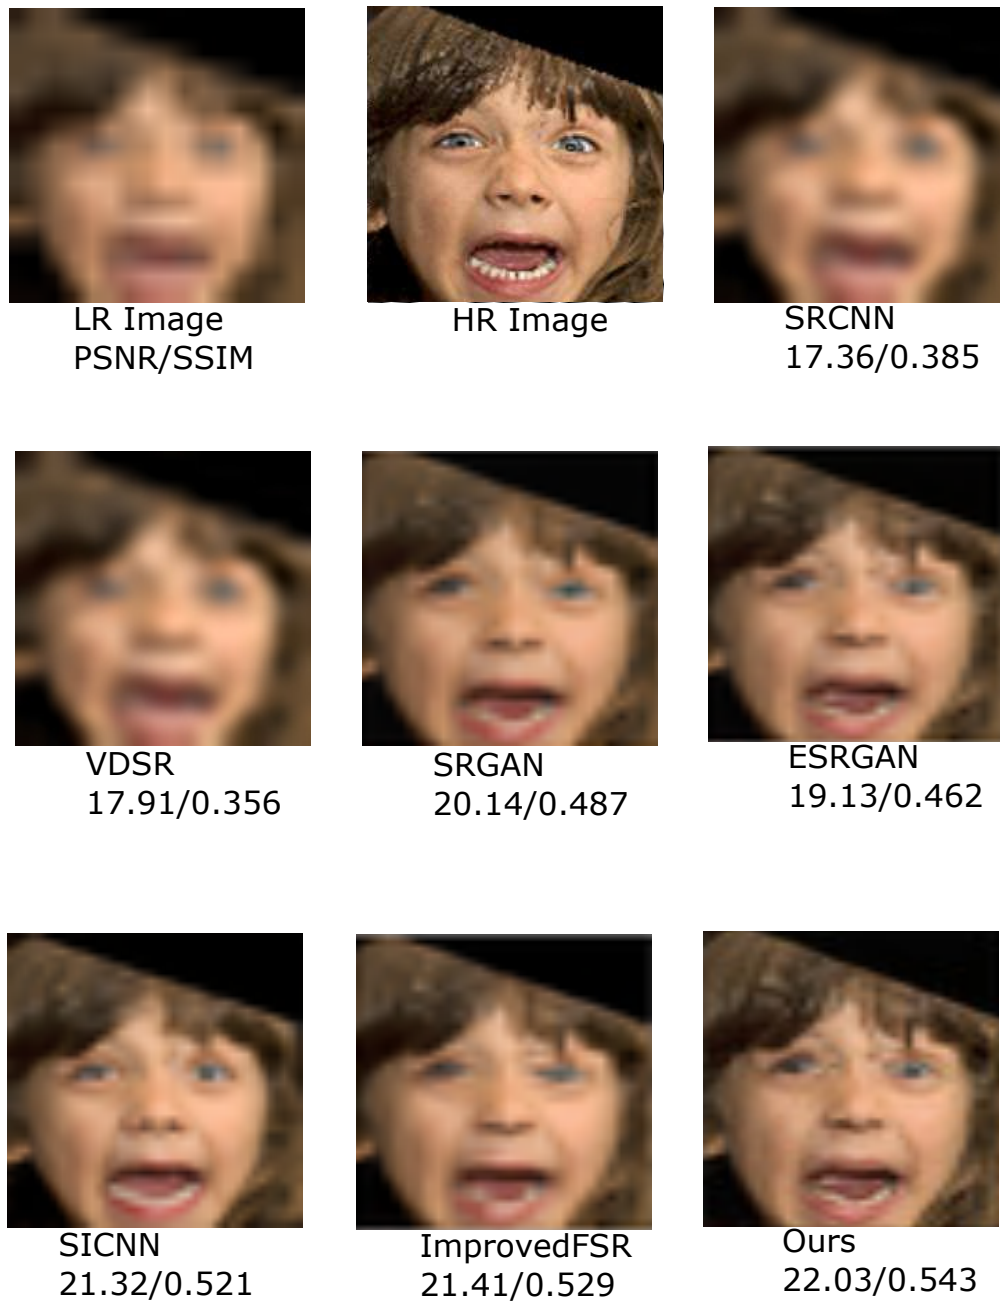 LR Image
PSNR/SSIM
HR Image
SRCNN
17.36/0.385
VDSR
17.91/0.356
SRGAN
20.14/0.487
ESRGAN
19.13/0.462
SICNN
21.32/0.521
ImprovedFSR
21.41/0.529
Ours
22.03/0.543